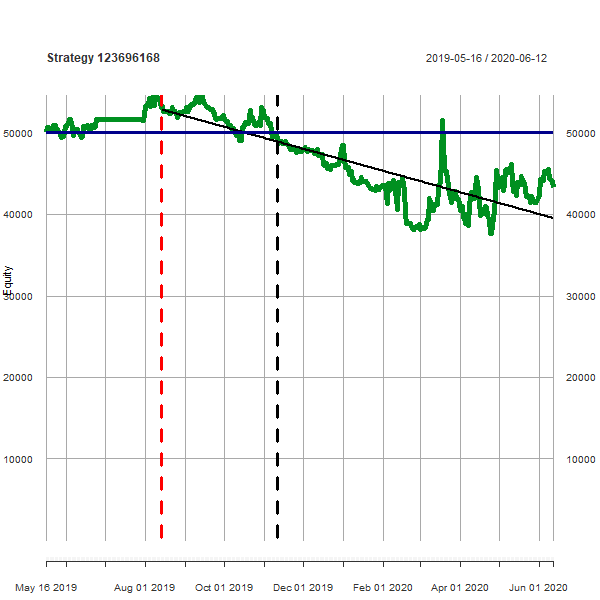 Strategy 123696168
2019-05-16 / 2020-06-12
50000
50000
40000
40000
Equity
30000
30000
20000
20000
10000
10000
May 16 2019
Aug 01 2019
Oct 01 2019
Dec 01 2019
Feb 01 2020
Apr 01 2020
Jun 01 2020